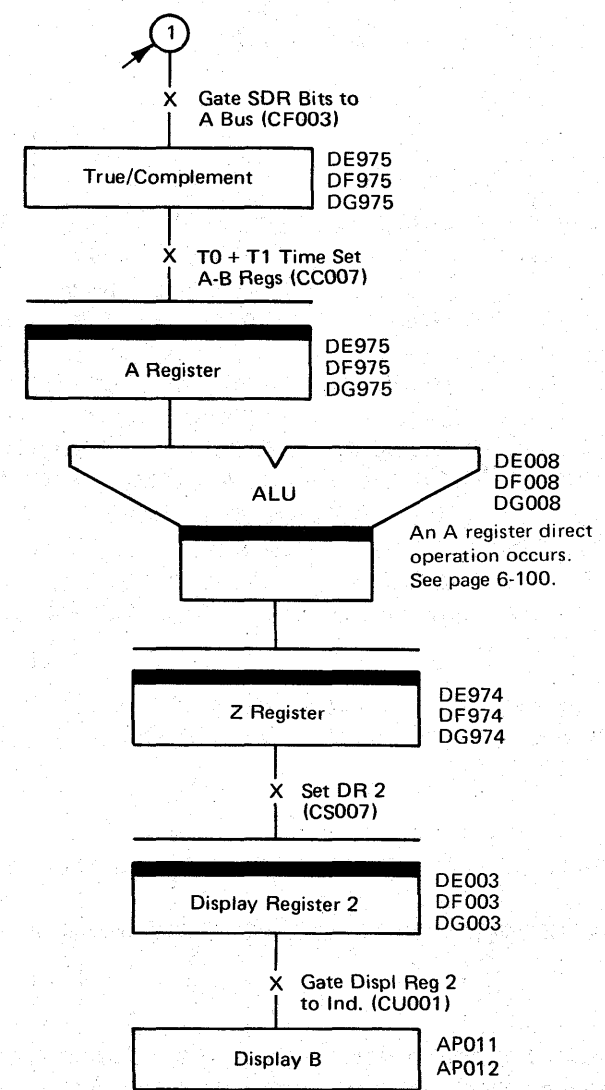 1
X Gate SDR Bits to
A Bus (CF003)
True/Complement
DE975
DF975
DG975
X T0 + T1 Time Set
A-B Regs (CC007)
A Register
DE975
DF975
DG975
ALU
DE008
DF008
DG008
An A register direct
operation occurs.
See page 6-100.
Z Register
DE974
DF974
DG974
X Set DR 2
(CS007)
Display Register 2
DE003
DF003
DG003
X Gate Displ Reg 2
to Ind. (CU001)
Display B
AP011
AP012